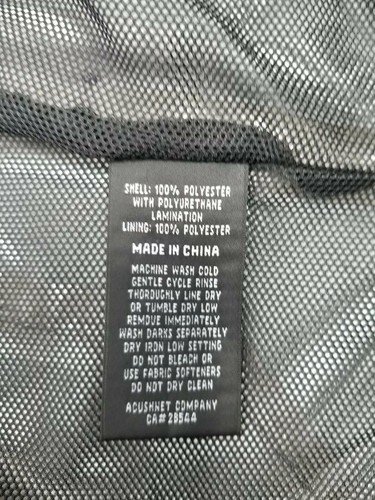 SHELL: 100% POLYESTER
WITH POLYURETHANE
LAMINATION
LINING: 100% POLYESTER
MADE IN CHINA
MACHINE WASH COLD
GENTLE CYCLE RINSE
THOROUGHLY LINE DRY
OR TUMBLE DRY LOW
REMOVE IMMEDIATELY
WASH DARKS SEPARATELY
DRY IRON LOW SETTING
DO NOT BLEACH OR
USE FABRIC SOFTENERS
DO NOT DRY CLEAN
ACUSHNET COMPANY
CA# 28544